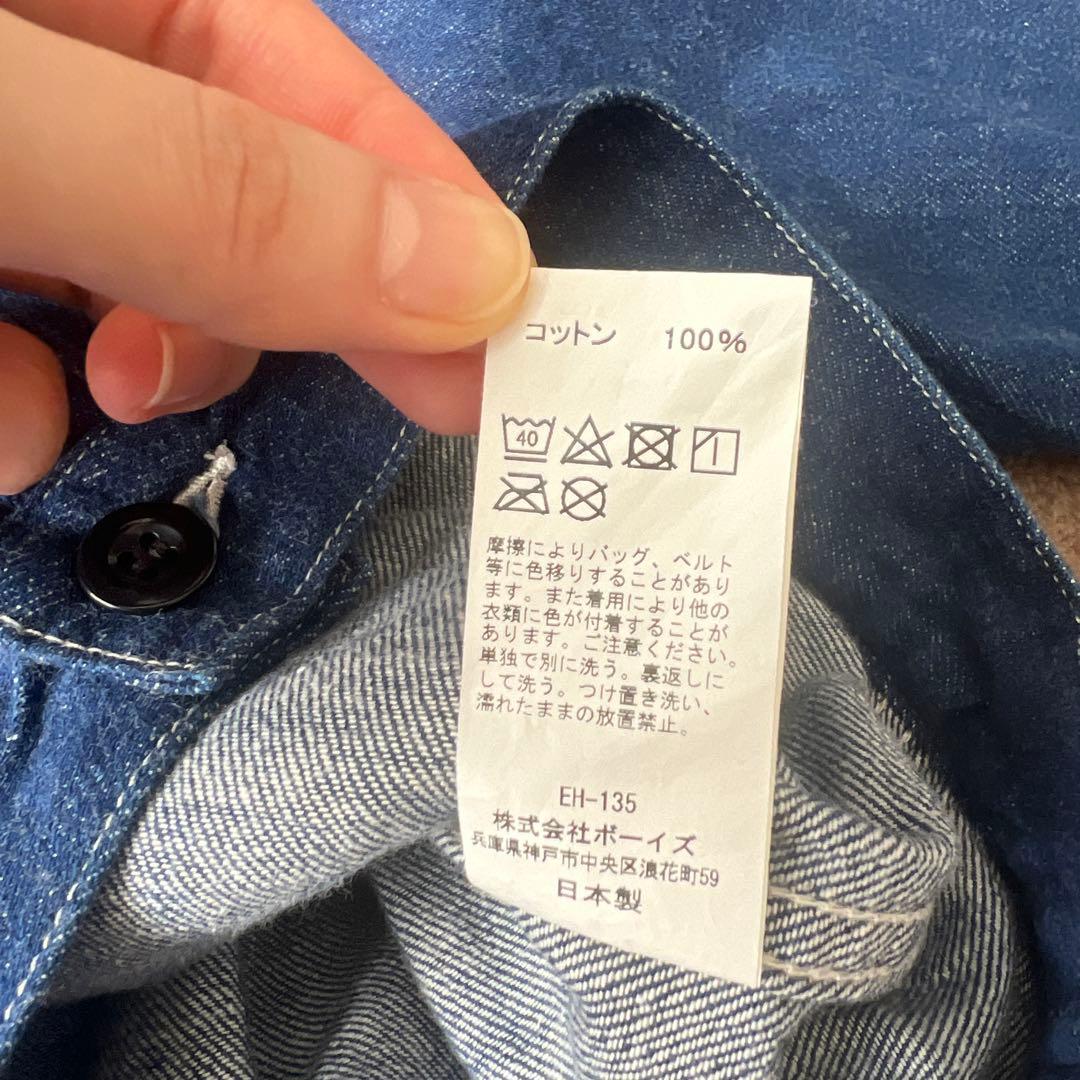 コットン 100%
40
摩擦によりバッグ、ベルト
等に色移りすることがあり
ます。また着用により他の
衣類に色が付着することが
あります。ご注意ください。
単独で別に洗う。裏返しに
して洗う。つけ置き洗い、
濡れたままの放置禁止。
EH-135
株式会社ボーイズ
兵庫県神戸市中央区浪花町59
日本製